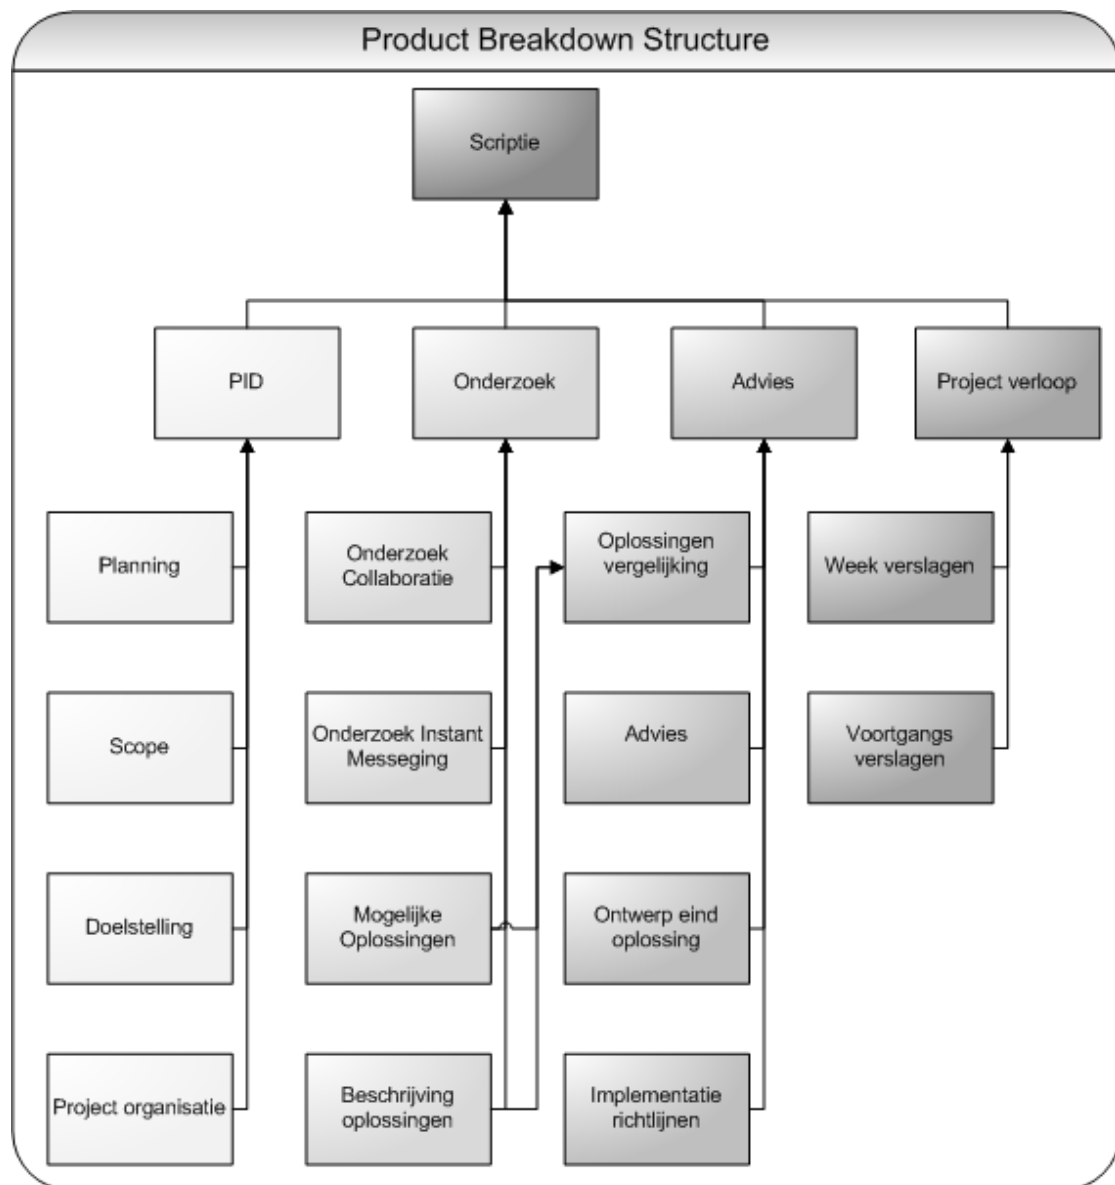 Product Breakdown Structure
Scriptie
PID
Onderzoek
Advies
Project verloop
Planning
Onderzoek
Collaboratie
Oplossingen
vergelijking
Week verslagen
Scope
Onderzoek Instant
Messeging
Advies
Voortgangs
verslagen
Doelstelling
Mogelijke
Oplossingen
Ontwerp eind
oplossing
Project organisatie
Beschrijving
oplossingen
Implementatie
richtlijnen